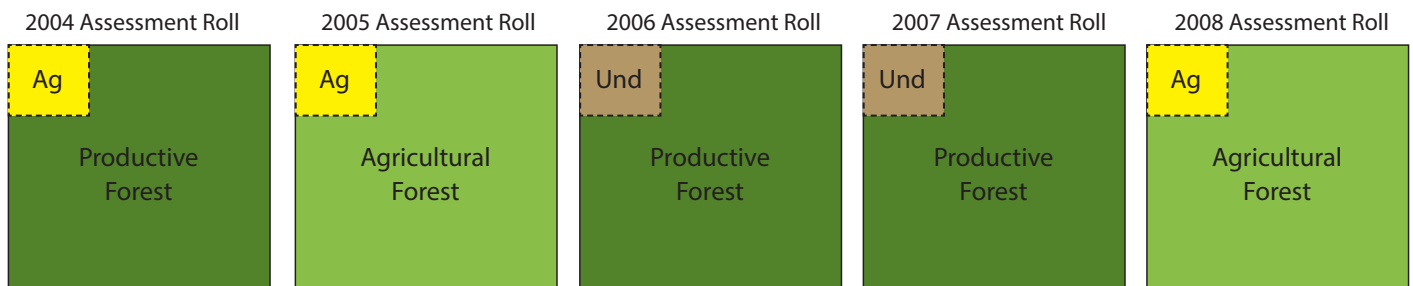 2004 Assessment Roll
Ag
Productive
Forest
2005 Assessment Roll
Ag
Agricultural
Forest
2006 Assessment Roll
Und
Productive
Forest
2007 Assessment Roll
Und
Productive
Forest
2008 Assessment Roll
Ag
Agricultural
Forest